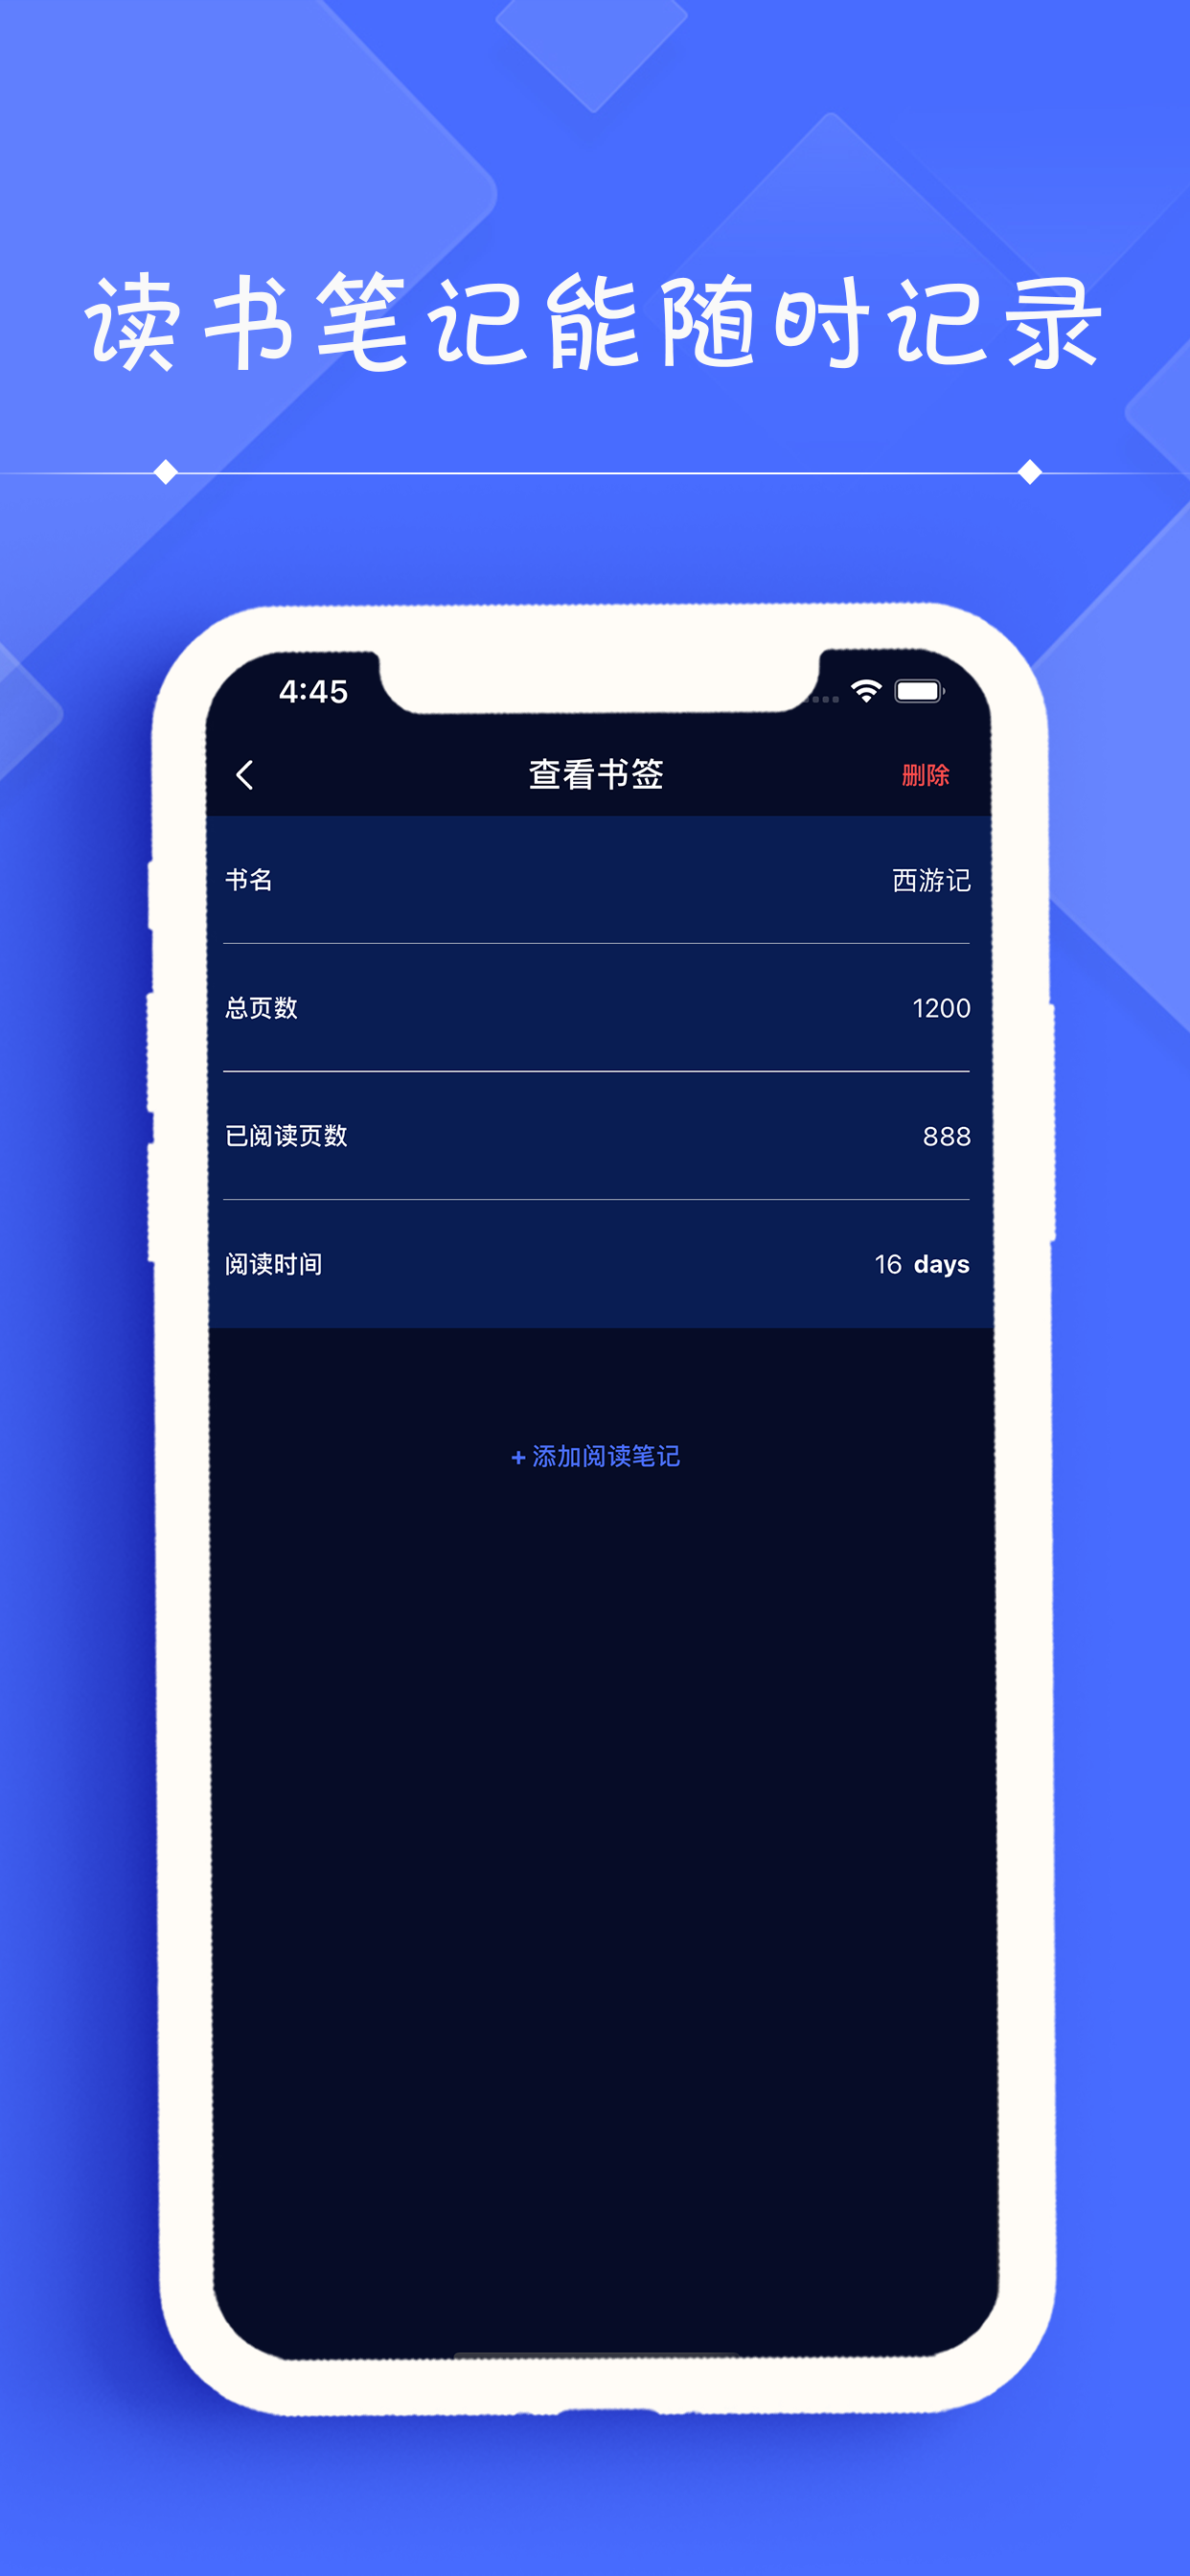 读书笔记能随时记录
4:45
查看书签 删除
书名 西游记
总页数 1200
已阅读页数 888
阅读时间 16 days
+ 添加阅读笔记